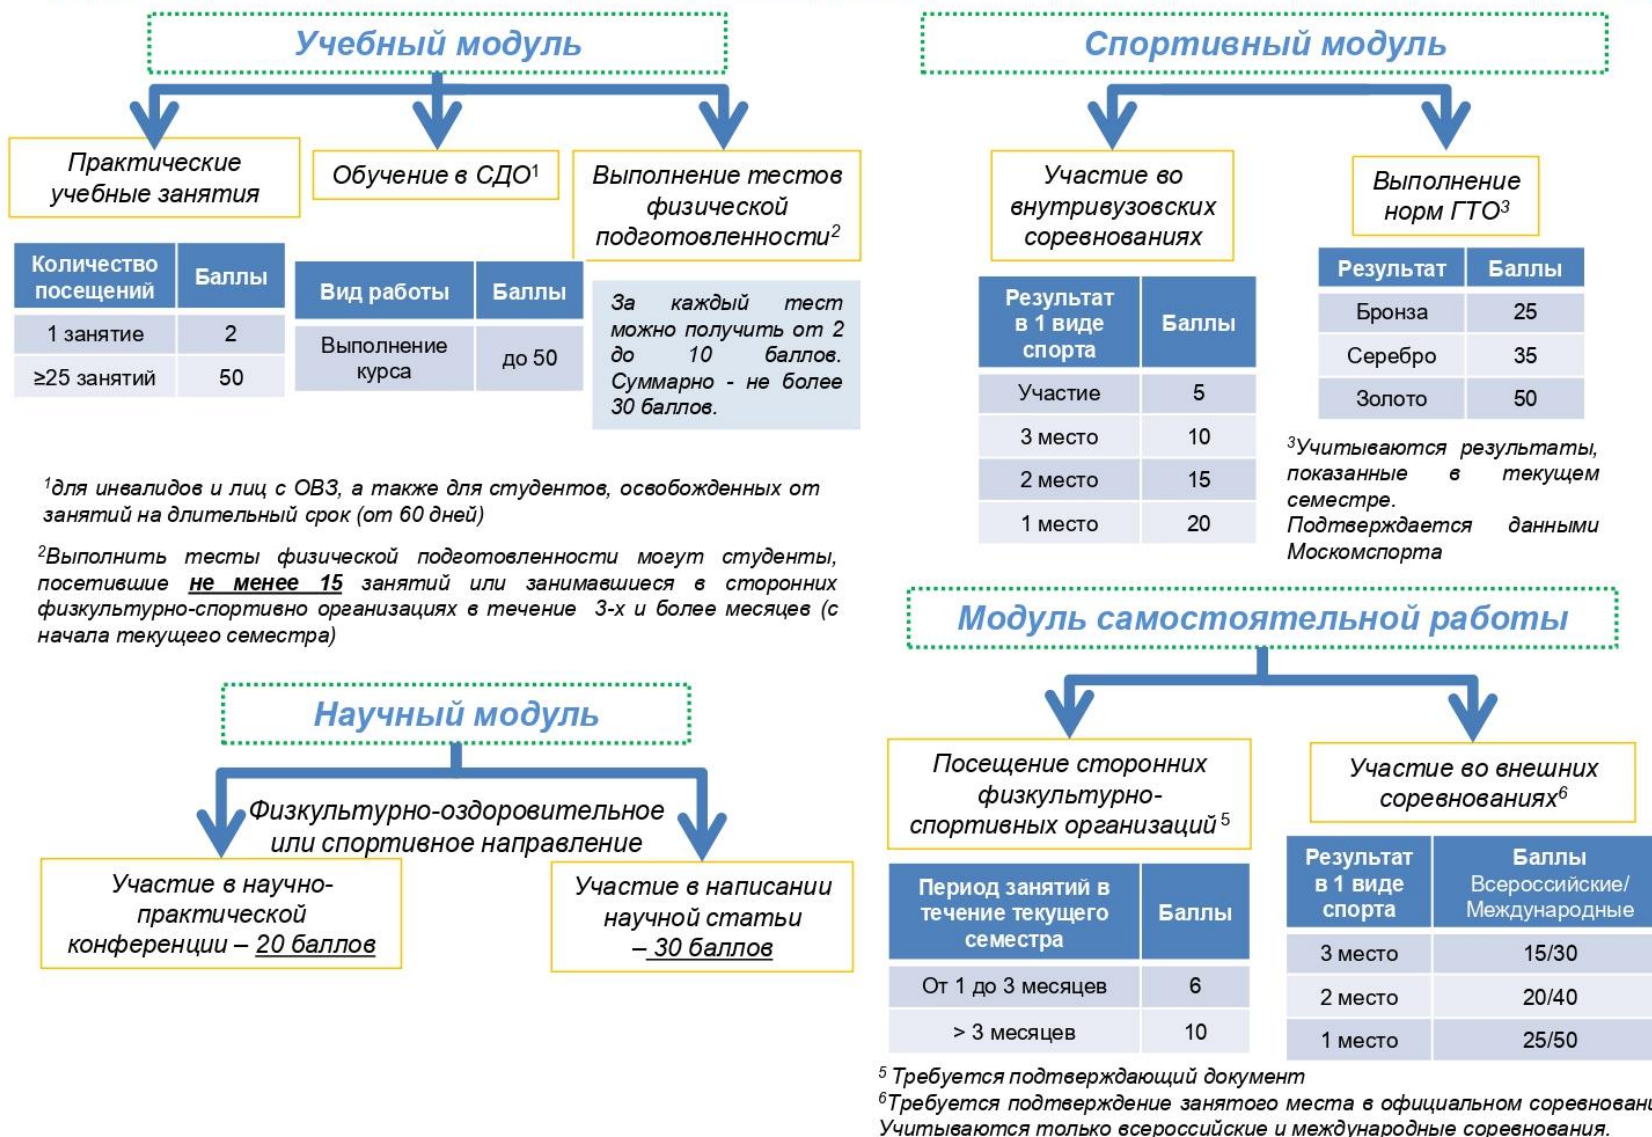 Учебный модуль
Практические
учебные занятия
Обучение в СДО¹
Выполнение тестов
физической
подготовленности²
Количество
посещений
Баллы
1 занятие
2
≥25 занятий
50
Вид работы
Баллы
Выполнение
курса
до 50
За каждый тест
можно получить от 2
до 10 баллов.
Суммарно - не более
30 баллов.
¹для инвалидов и лиц с ОВЗ, а также для студентов, освобожденных от
занятий на длительный срок (от 60 дней)
²Выполнить тесты физической подготовленности могут студенты,
посетившие не менее 15 занятий или занимавшиеся в сторонних
физкультурно-спортивно организациях в течение 3-х и более месяцев (с
начала текущего семестра)
Спортивный модуль
Участие во
внутривузовских
соревнованиях
Выполнение
норм ГТО³
Результат
в 1 виде
спорта
Баллы
Участие
5
3 место
10
2 место
15
1 место
20
Результат
Баллы
Бронза
25
Серебро
35
Золото
50
³Учитываются результаты,
показанные в текущем
семестре.
Подтверждается данными
Москомспорта
Научный модуль
Физкультурно-оздоровительное
или спортивное направление
Участие в научно-
практической
конференции – 20 баллов
Участие в написании
научной статьи
– 30 баллов
Модуль самостоятельной работы
Посещение сторонних
физкультурно-
спортивных организаций ⁵
Участие во внешних
соревнованиях⁶
Период занятий в
течение текущего
семестра
Баллы
От 1 до 3 месяцев
6
> 3 месяцев
10
Результат
в 1 виде
спорта
Баллы
Всероссийские/
Международные
3 место
15/30
2 место
20/40
1 место
25/50
⁵ Требуется подтверждающий документ
⁶Требуется подтверждение занятого места в официальном соревновани
Учитываются только всероссийские и международные соревнования.